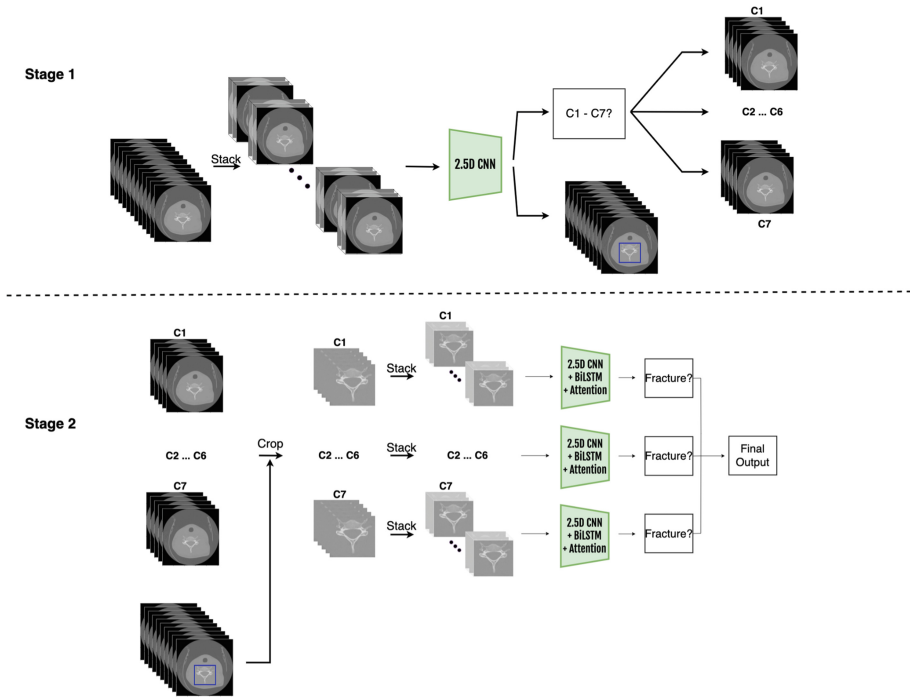 Stage 1
Stack
2.5D CNN
C1 - C7?
C1
C2 ... C6
C7
Stage 2
C1
C2 ... C6
C7
Crop
C1
C2 ... C6
C7
Stack
Stack
Stack
C1
C2 ... C6
C7
2.5D CNN
+ BiLSTM
+ Attention
2.5D CNN
+ BiLSTM
+ Attention
2.5D CNN
+ BiLSTM
+ Attention
Fracture?
Fracture?
Fracture?
Final
Output